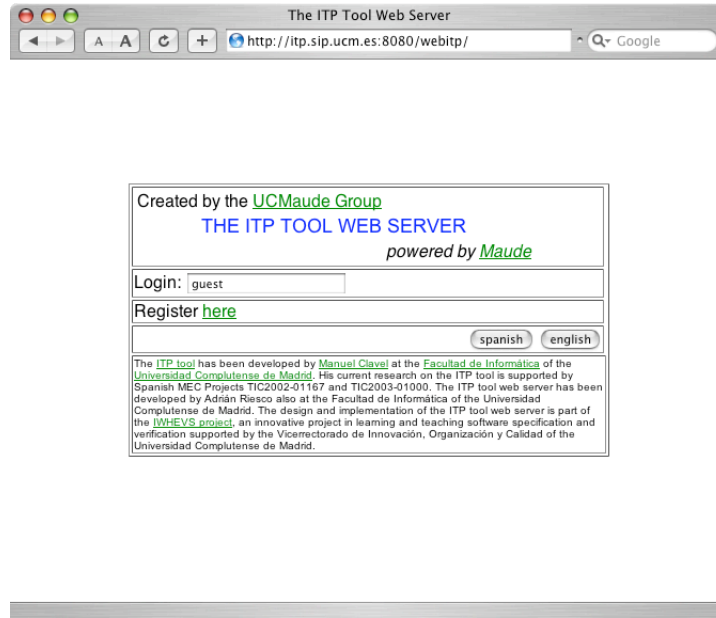 The ITP Tool Web Server
A A C + http://itp.sip.ucm.es:8080/webitp/ Google
Created by the UCMaude Group
THE ITP TOOL WEB SERVER
powered by Maude
Login: guest
Register here
spanish english
The ITP tool has been developed by Manuel Clavel at the Facultad de Informática of the
Universidad Complutense de Madrid. His current research on the ITP tool is supported by
Spanish MEC Projects TIC2002-01167 and TIC2003-01000. The ITP tool web server has been
developed by Adrián Riesco also at the Facultad de Informática of the Universidad
Complutense de Madrid. The design and implementation of the ITP tool web server is part of
the IWHEVS project, an innovative project in learning and teaching software specification and
verification supported by the Vicerrectorado de Innovación, Organización y Calidad of the
Universidad Complutense de Madrid.